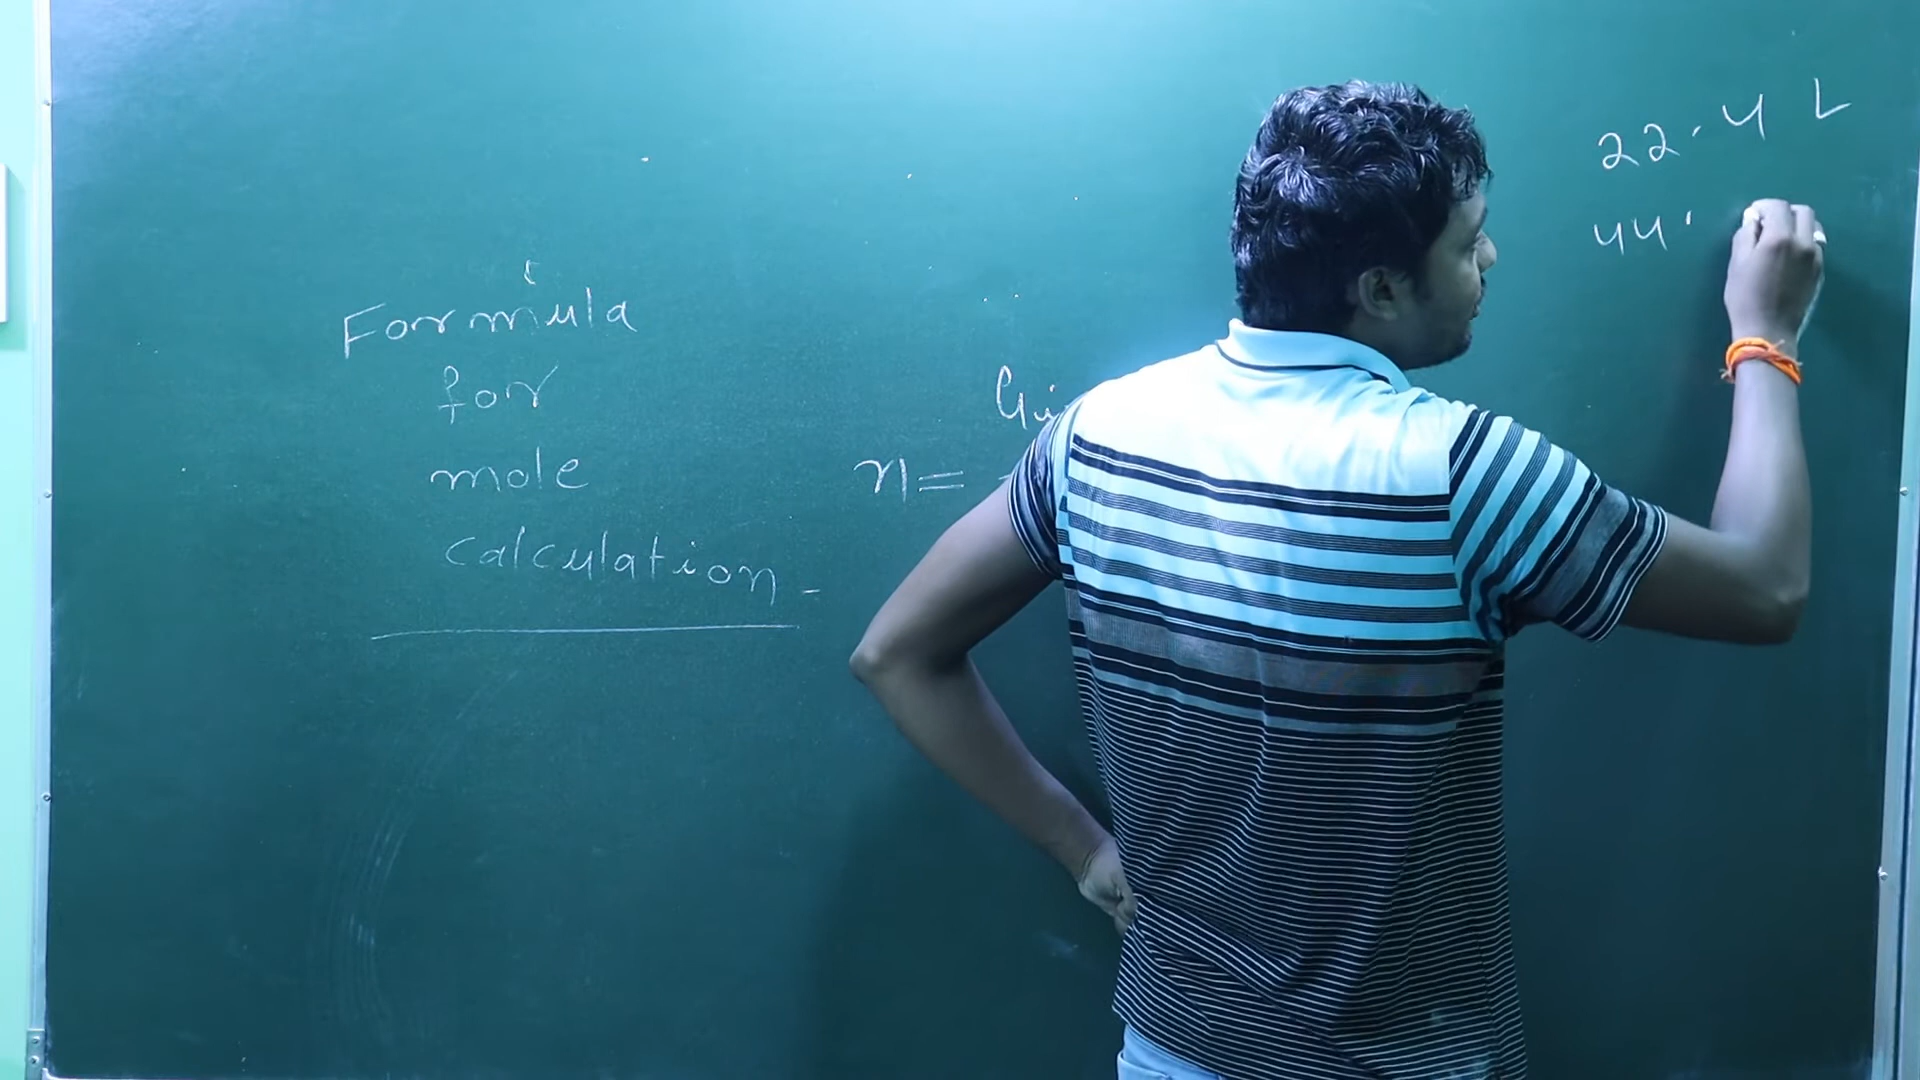 Formula
for
mole
calculation -
n =
22.4 L
44.